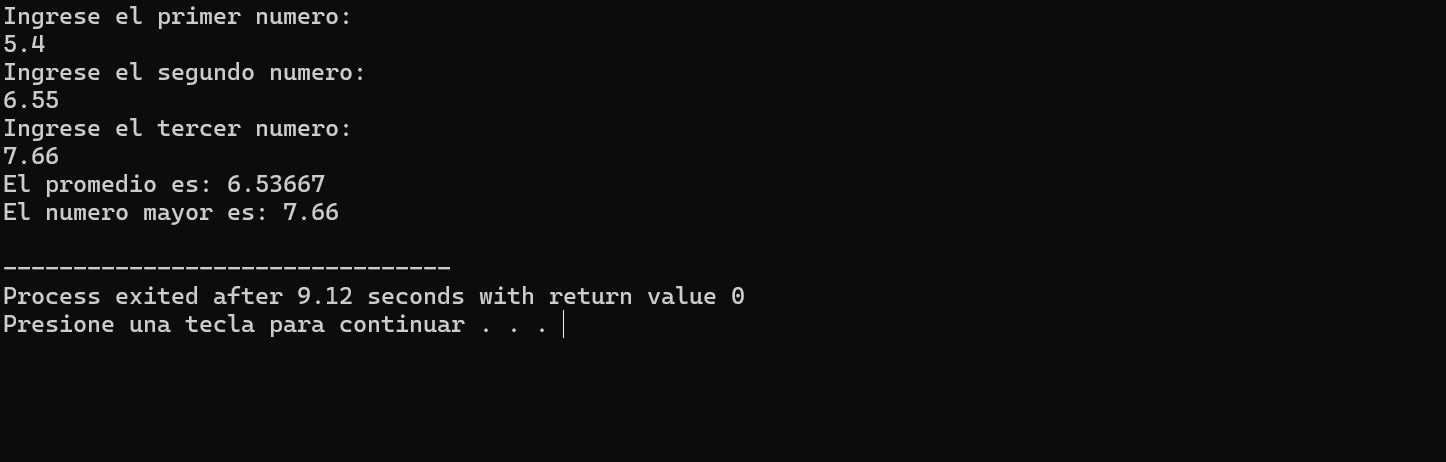 Ingrese el primer numero:
5.4
Ingrese el segundo numero:
6.55
Ingrese el tercer numero:
7.66
El promedio es: 6.53667
El numero mayor es: 7.66
--------------------------------
Process exited after 9.12 seconds with return value 0
Presione una tecla para continuar . . .